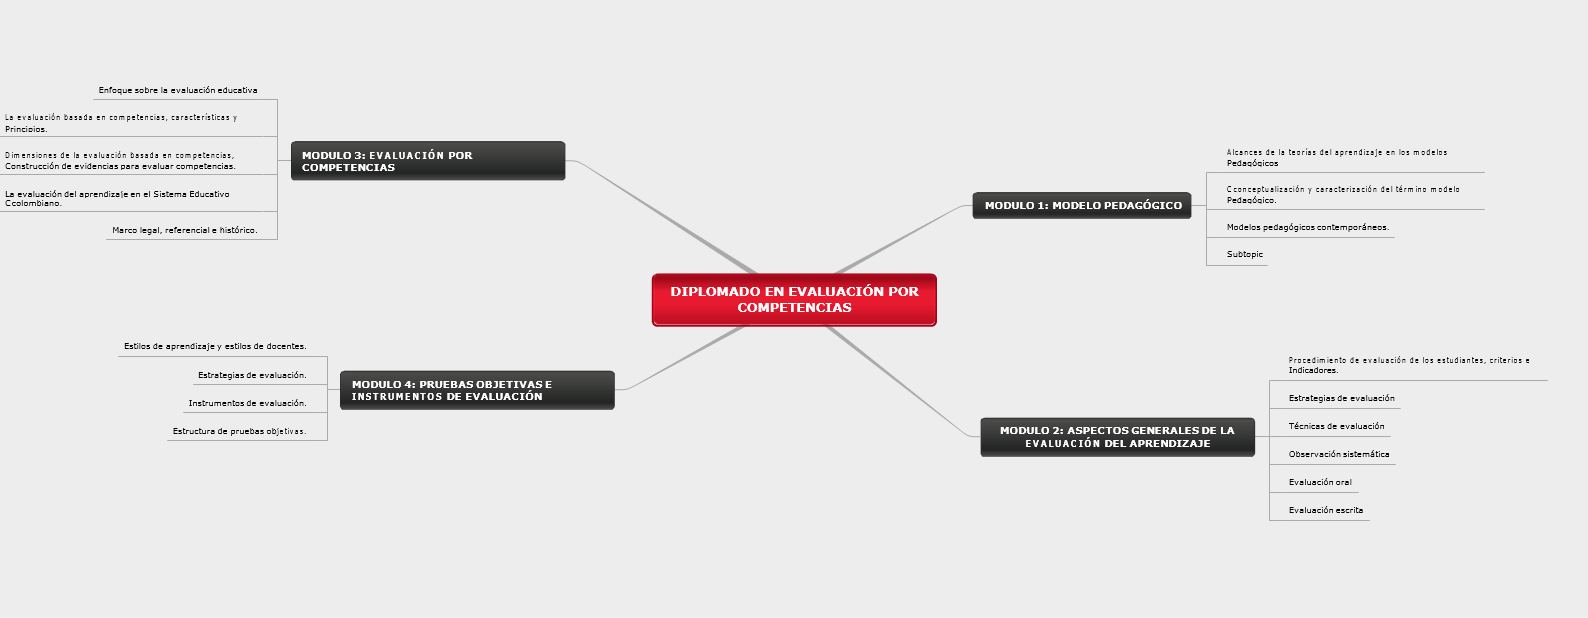 DIPLOMADO EN EVALUACIÓN POR
COMPETENCIAS
MODULO 1: MODELO PEDAGÓGICO
Alcances de la teorías del aprendizaje en los modelos
Pedagógicos
Cconceptualización y caracterización del término modelo
Pedagógico.
Modelos pedagógicos contemporáneos.
Subtopic
MODULO 2: ASPECTOS GENERALES DE LA
EVALUACIÓN DEL APRENDIZAJE
Procedimiento de evaluación de los estudiantes, criterios e
Indicadores.
Estrategias de evaluación
Técnicas de evaluación
Observación sistemática
Evaluación oral
Evaluación escrita
MODULO 3: EVALUACIÓN POR
COMPETENCIAS
Enfoque sobre la evaluación educativa
La evaluación basada en competencias, características y
Principios.
Dimensiones de la evaluación basada en competencias,
Construcción de evidencias para evaluar competencias.
La evaluación del aprendizaje en el Sistema Educativo
Ccolombiano.
Marco legal, referencial e histórico.
MODULO 4: PRUEBAS OBJETIVAS E
INSTRUMENTOS DE EVALUACIÓN
Estilos de aprendizaje y estilos de docentes.
Estrategias de evaluación.
Instrumentos de evaluación.
Estructura de pruebas objetivas.